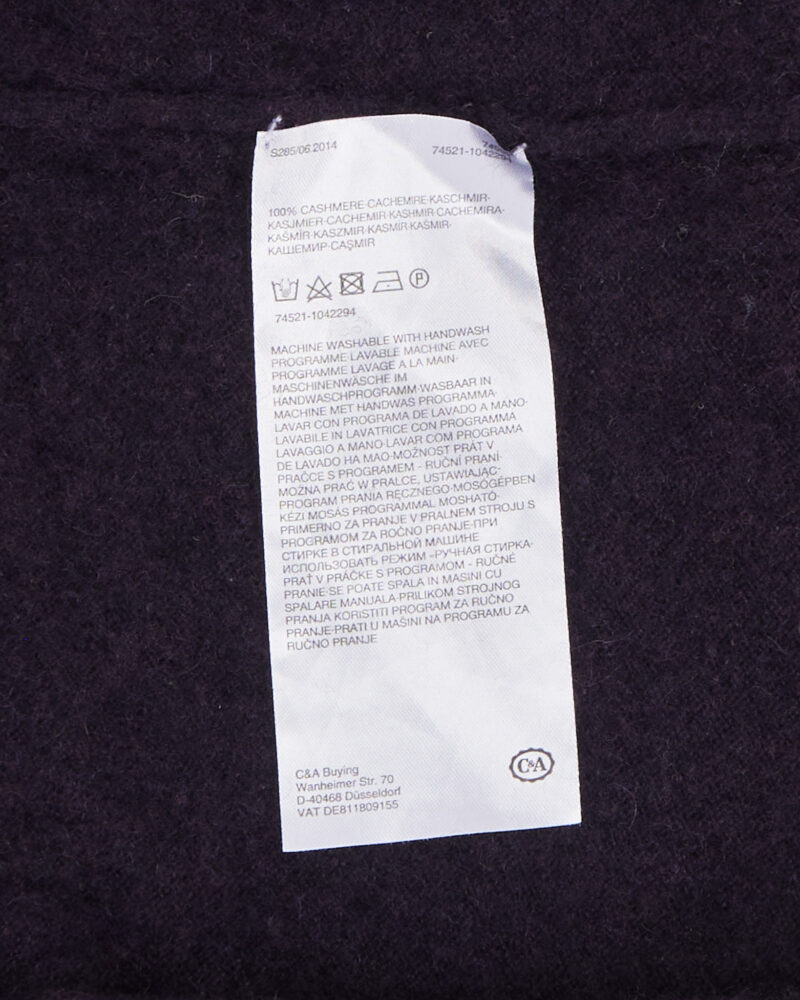 S285/06.2014
74521-1042294
100% CASHMERE·CACHEMIRE·KASCHMIR·
KASJMIER·CACHEMIR·KASHMIR·CACHEMIRA·
KAŠMÍR·KASZMIR·KASMIR·KAŠMIR·
КАШЕМИР·CAŞMIR
P
74521-1042294
MACHINE WASHABLE WITH HANDWASH
PROGRAMME·LAVABLE MACHINE AVEC
PROGRAMME LAVAGE A LA MAIN·
MASCHINENWÄSCHE IM
HANDWASCHPROGRAMM·WASBAAR IN
MACHINE MET HANDWAS PROGRAMMA·
LAVAR CON PROGRAMA DE LAVADO A MANO·
LAVABILE IN LAVATRICE CON PROGRAMMA
LAVAGGIO A MANO·LAVAR COM PROGRAMA
DE LAVADO HA MAO·MOŽNOST PRÁT V
PRAČCE S PROGRAMEM - RUČNÍ PRANÍ·
MOŻNA PRAĆ W PRALCE, USTAWIAJĄC·
PROGRAM PRANIA RĘCZNEGO·MOSÓGÉPBEN
KÉZI MOSÁS PROGRAMMAL MOSHATÓ·
PRIMERNO ZA PRANJE V PRALNEM STROJU S
PROGRAMOM ZA ROČNO PRANJE·ПРИ
СТИРКЕ В СТИРАЛЬНОЙ МАШИНЕ
ИСПОЛЬЗОВАТЬ РЕЖИМ -РУЧНАЯ СТИРКА·
PRAŤ V PRÁČKE S PROGRAMOM - RUČNÉ
PRANIE·SE POATE SPALA IN MASINI CU
SPALARE MANUALA·PRILIKOM STROJNOG
PRANJA KORISTITI PROGRAM ZA RUČNO
PRANJE·PRATI U MAŠINI NA PROGRAMU ZA
RUČNO PRANJE
C&A Buying
Wanheimer Str. 70
D-40468 Düsseldorf
VAT DE811809155
C&A